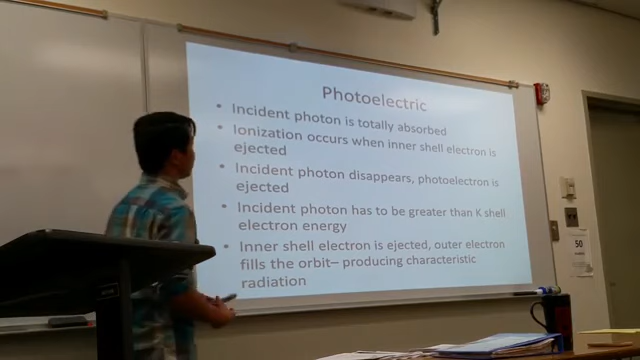 Photoelectric
• Incident photon is totally absorbed
• Ionization occurs when inner shell electron is
ejected
• Incident photon disappears, photoelectron is
ejected
• Incident photon has to be greater than K shell
electron energy
• Inner shell electron is ejected, outer electron
fills the orbit– producing characteristic
radiation
50